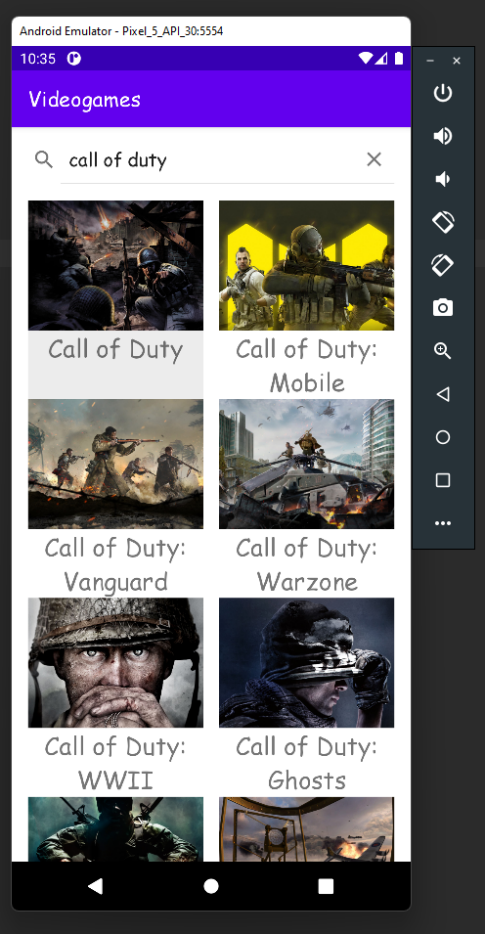 Android Emulator - Pixel_5_API_30:5554
10:35
Videogames
call of duty
Call of Duty
Call of Duty:
Mobile
Call of Duty:
Vanguard
Call of Duty:
Warzone
Call of Duty:
WWII
Call of Duty:
Ghosts